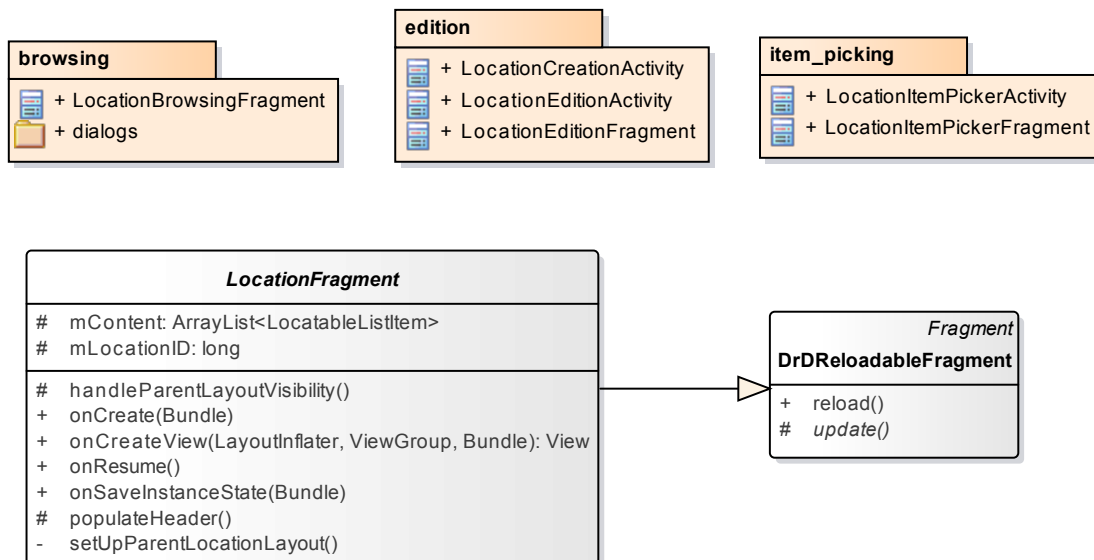 browsing
+ LocationBrowsingFragment
+ dialogs
edition
+ LocationCreationActivity
+ LocationEditionActivity
+ LocationEditionFragment
item_picking
+ LocationItemPickerActivity
+ LocationItemPickerFragment
LocationFragment
# mContent: ArrayList<LocatableListItem>
# mLocationID: long
# handleParentLayoutVisibility()
+ onCreate(Bundle)
+ onCreateView(LayoutInflater, ViewGroup, Bundle): View
+ onResume()
+ onSaveInstanceState(Bundle)
# populateHeader()
- setUpParentLocationLayout()
Fragment
DrDReloadableFragment
+ reload()
# update()